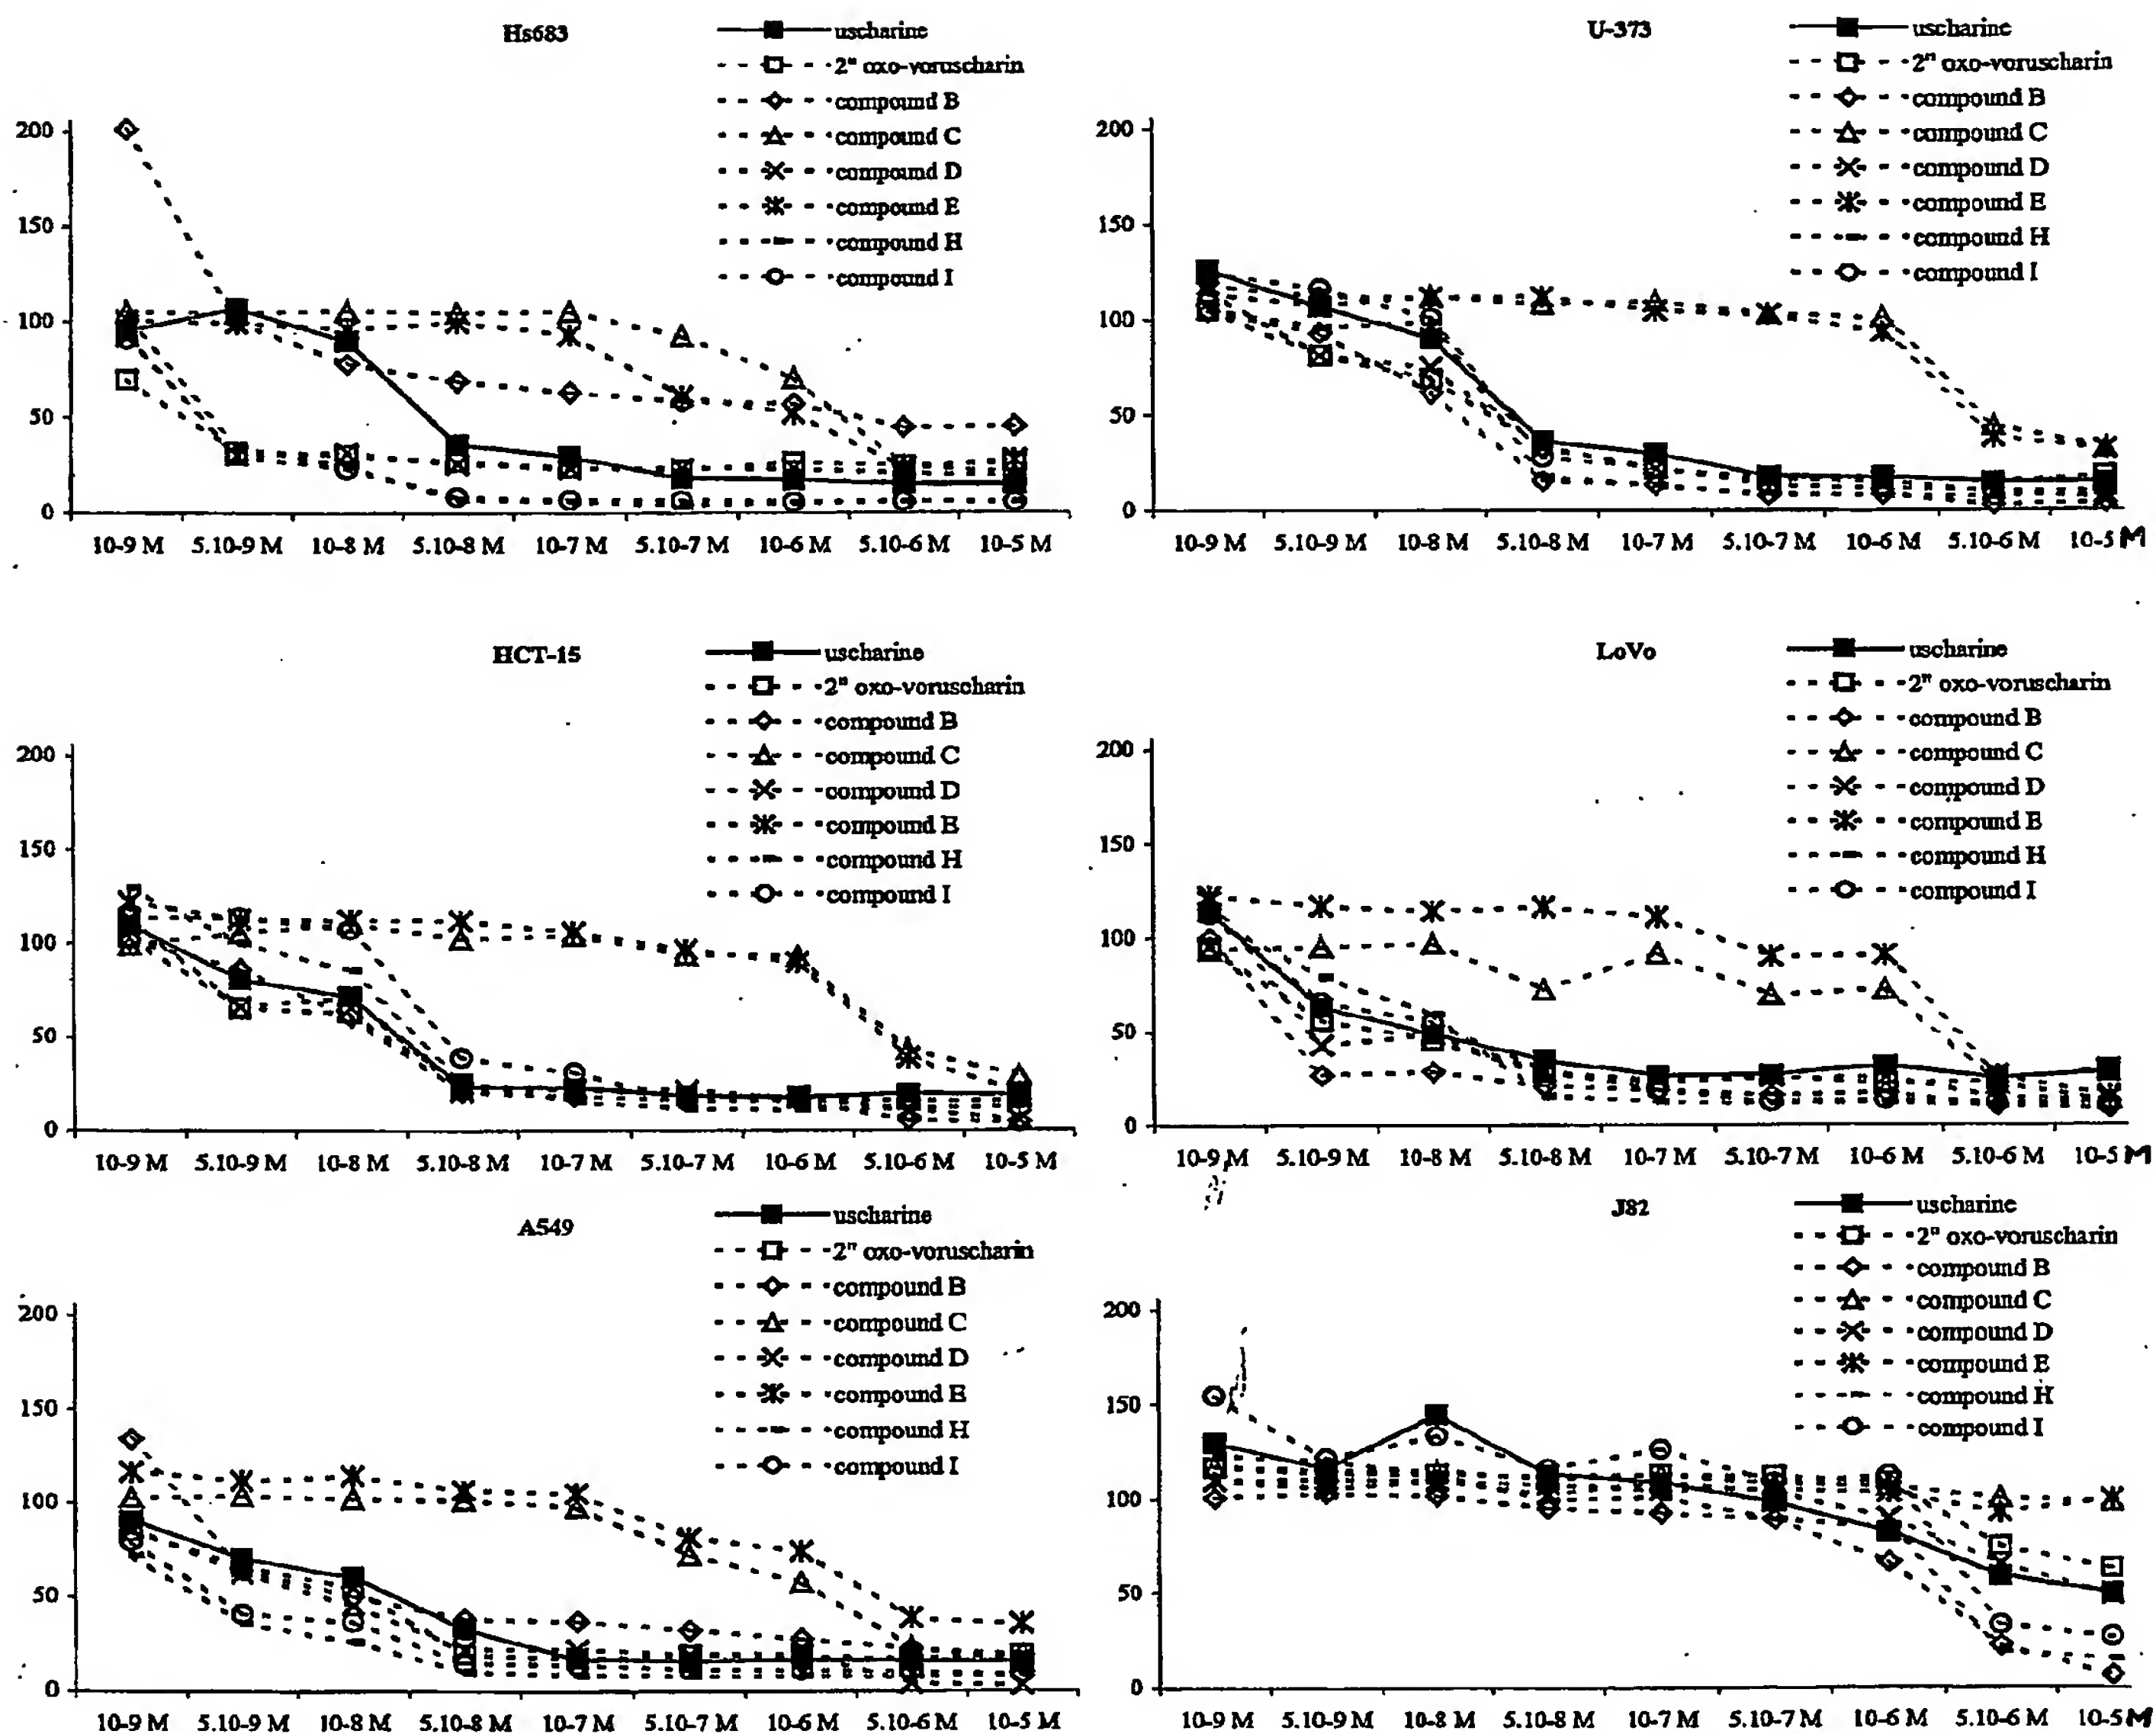 Hs683
uscharine
2" oxo-voruscharin
compound B
compound C
compound D
compound E
compound H
compound I
200
150
100
50
0
10-9 M 5.10-9 M 10-8 M 5.10-8 M 10-7 M 5.10-7 M 10-6 M 5.10-6 M 10-5 M
U-373
uscharine
2" oxo-voruscharin
compound B
compound C
compound D
compound E
compound H
compound I
200
150
100
50
0
10-9 M 5.10-9 M 10-8 M 5.10-8 M 10-7 M 5.10-7 M 10-6 M 5.10-6 M 10-5 M
HCT-15
uscharine
2" oxo-voruscharin
compound B
compound C
compound D
compound E
compound H
compound I
200
150
100
50
0
10-9 M 5.10-9 M 10-8 M 5.10-8 M 10-7 M 5.10-7 M 10-6 M 5.10-6 M 10-5 M
LoVo
uscharine
2" oxo-voruscharin
compound B
compound C
compound D
compound E
compound H
compound I
200
150
100
50
0
10-9 M 5.10-9 M 10-8 M 5.10-8 M 10-7 M 5.10-7 M 10-6 M 5.10-6 M 10-5 M
A549
uscharine
2" oxo-voruscharin
compound B
compound C
compound D
compound E
compound H
compound I
200
150
100
50
0
10-9 M 5.10-9 M 10-8 M 5.10-8 M 10-7 M 5.10-7 M 10-6 M 5.10-6 M 10-5 M
J82
uscharine
2" oxo-voruscharin
compound B
compound C
compound D
compound E
compound H
compound I
200
150
100
50
0
10-9 M 5.10-9 M 10-8 M 5.10-8 M 10-7 M 5.10-7 M 10-6 M 5.10-6 M 10-5 M